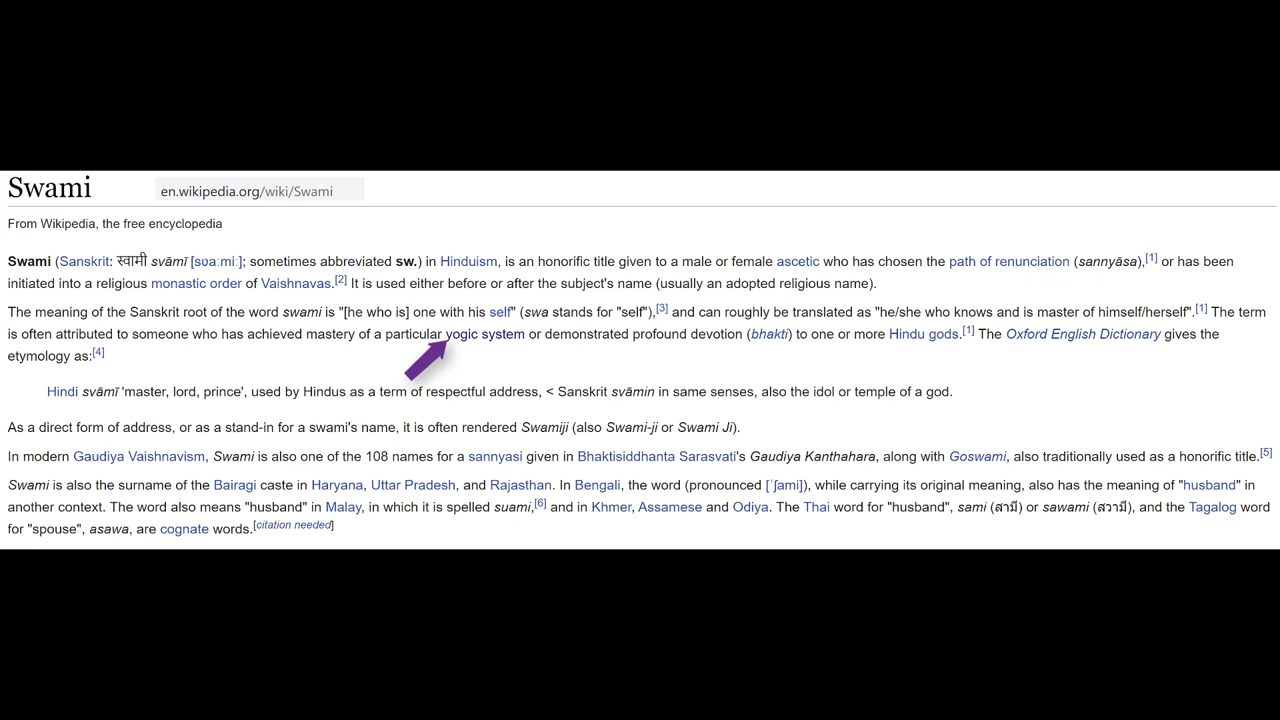 Swami en.wikipedia.org/wiki/Swami
From Wikipedia, the free encyclopedia
Swami (Sanskrit: स्वामी svāmī [sʋaːmiː]; sometimes abbreviated sw.) in Hinduism, is an honorific title given to a male or female ascetic who has chosen the path of renunciation (sannyāsa),[1] or has been
initiated into a religious monastic order of Vaishnavas.[2] It is used either before or after the subject's name (usually an adopted religious name).
The meaning of the Sanskrit root of the word swami is "[he who is] one with his self" (swa stands for "self"),[3] and can roughly be translated as "he/she who knows and is master of himself/herself".[1] The term
is often attributed to someone who has achieved mastery of a particular yogic system or demonstrated profound devotion (bhakti) to one or more Hindu gods.[1] The Oxford English Dictionary gives the
etymology as:[4]
Hindi svāmī 'master, lord, prince', used by Hindus as a term of respectful address, < Sanskrit svāmin in same senses, also the idol or temple of a god.
As a direct form of address, or as a stand-in for a swami's name, it is often rendered Swamiji (also Swami-ji or Swami Ji).
In modern Gaudiya Vaishnavism, Swami is also one of the 108 names for a sannyasi given in Bhaktisiddhanta Sarasvati's Gaudiya Kanthahara, along with Goswami, also traditionally used as a honorific title.[5]
Swami is also the surname of the Bairagi caste in Haryana, Uttar Pradesh, and Rajasthan. In Bengali, the word (pronounced [ˈʃami]), while carrying its original meaning, also has the meaning of "husband" in
another context. The word also means "husband" in Malay, in which it is spelled suami,[6] and in Khmer, Assamese and Odiya. The Thai word for "husband", sami (สามี) or sawami (สวามี), and the Tagalog word
for "spouse", asawa, are cognate words.[citation needed]